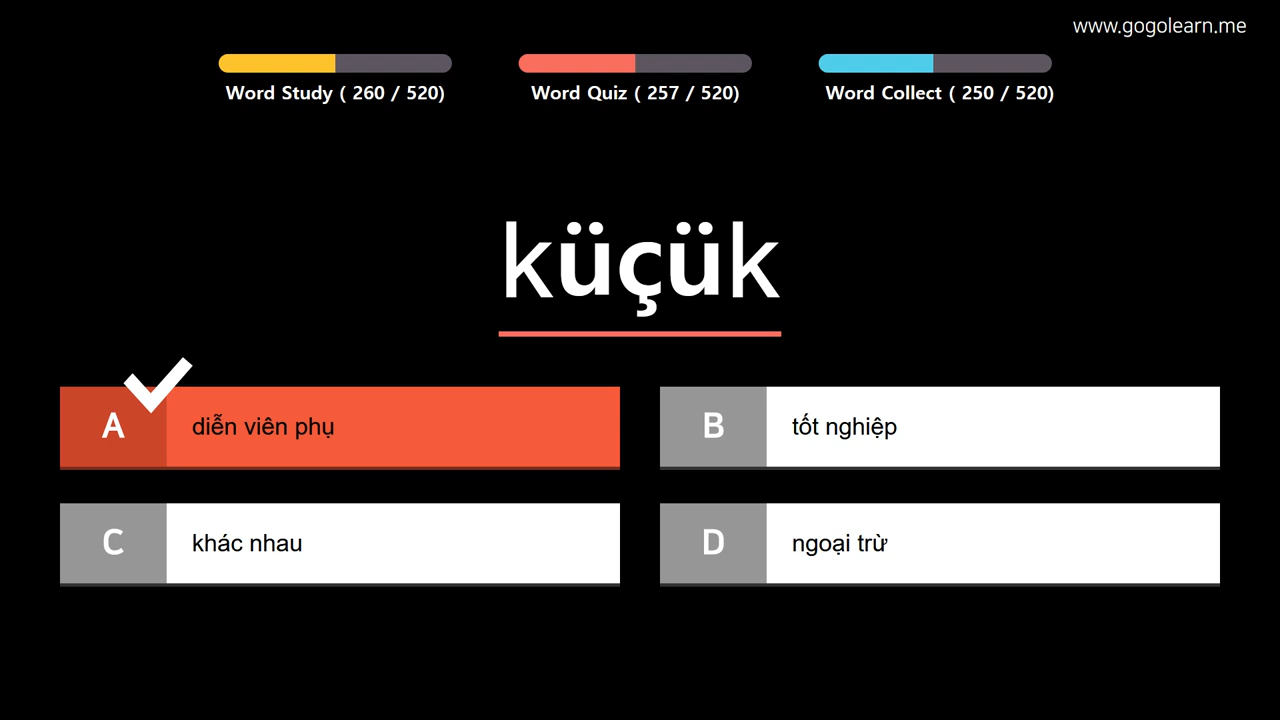 www.gogolearn.me
Word Study ( 260 / 520)
Word Quiz ( 257 / 520)
Word Collect ( 250 / 520)
küçük
A diễn viên phụ
B tốt nghiệp
C khác nhau
D ngoại trừ